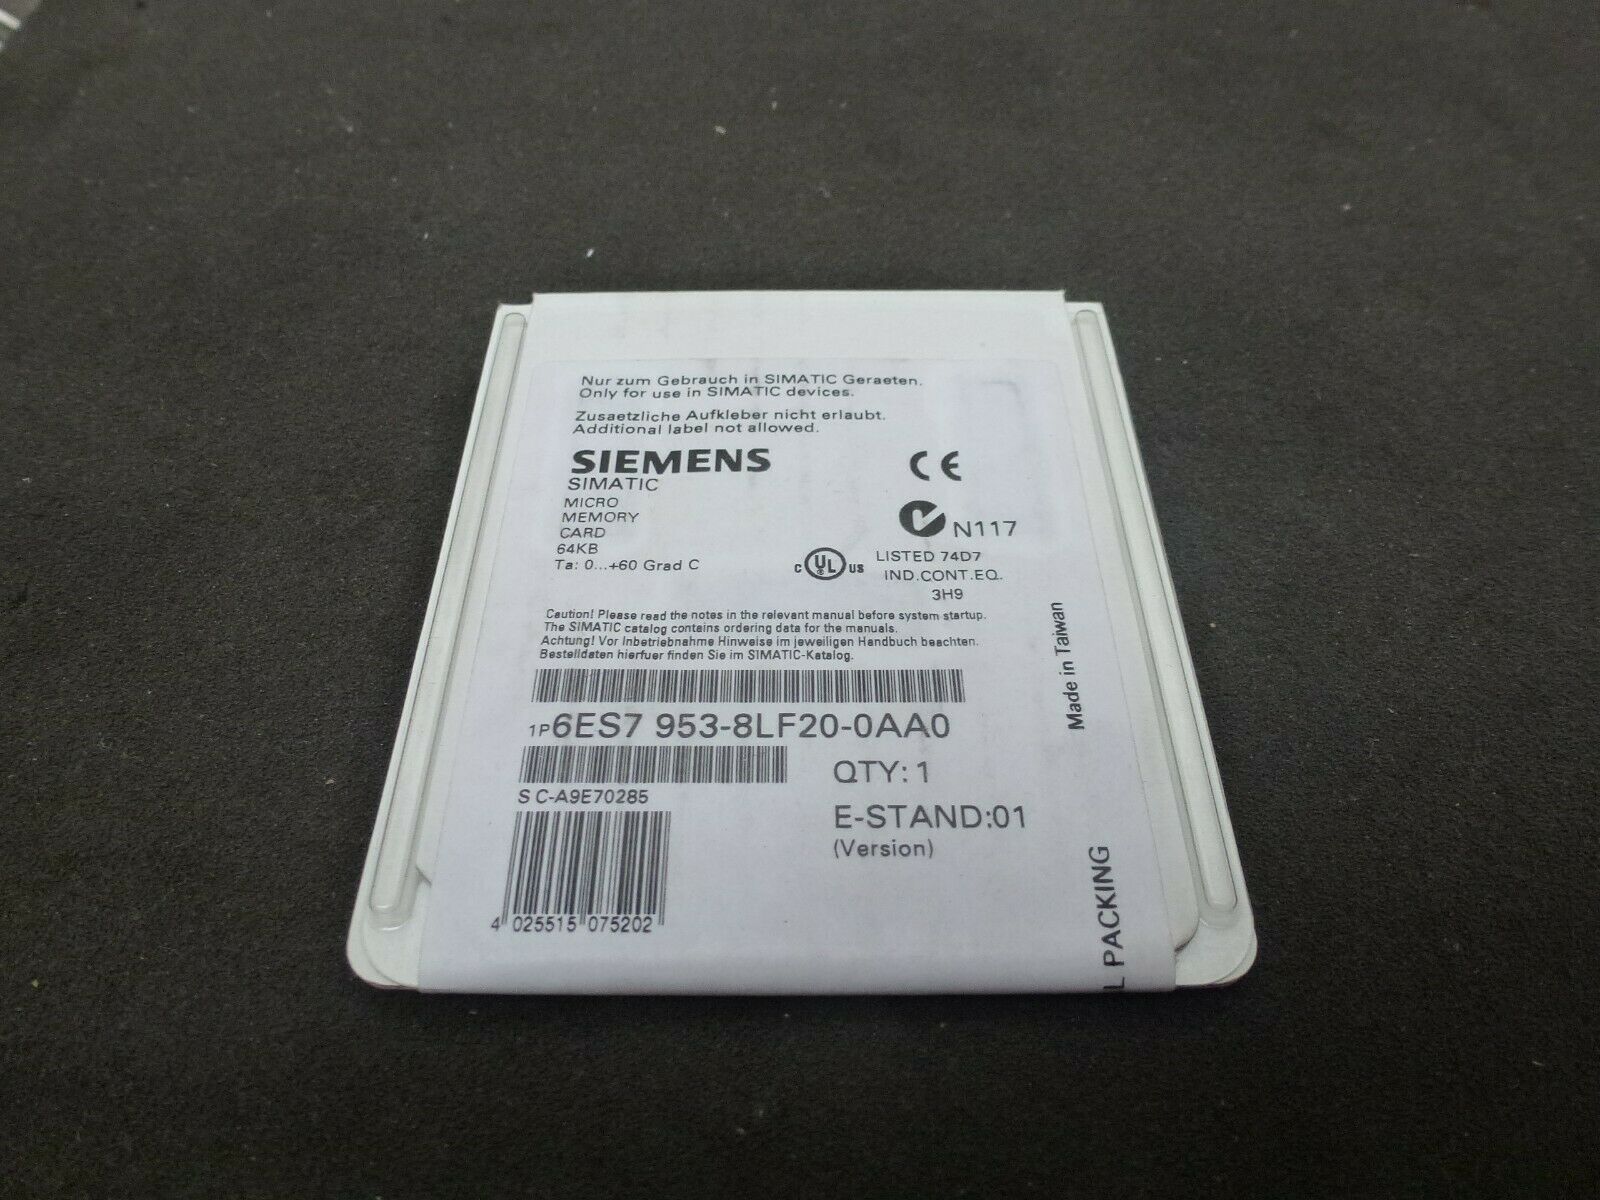 Nur zum Gebrauch in SIMATIC Geraeten.
Only for use in SIMATIC devices.
Zusaetzliche Aufkleber nicht erlaubt.
Additional label not allowed.
SIEMENS
SIMATIC
MICRO
MEMORY
CARD
64KB
Ta: 0...+60 Grad C
CE
N117
C UL US
®
LISTED 74D7
IND.CONT.EQ.
3H9
Caution! Please read the notes in the relevant manual before system startup.
The SIMATIC catalog contains ordering data for the manuals.
Achtung! Vor Inbetriebnahme Hinweise im jeweiligen Handbuch beachten.
Bestelldaten hierfuer finden Sie im SIMATIC-Katalog.
1P6ES7 953-8LF20-0AA0
S C-A9E70285
QTY: 1
E-STAND:01
(Version)
4 025515 075202
Made in Taiwan
L PACKING